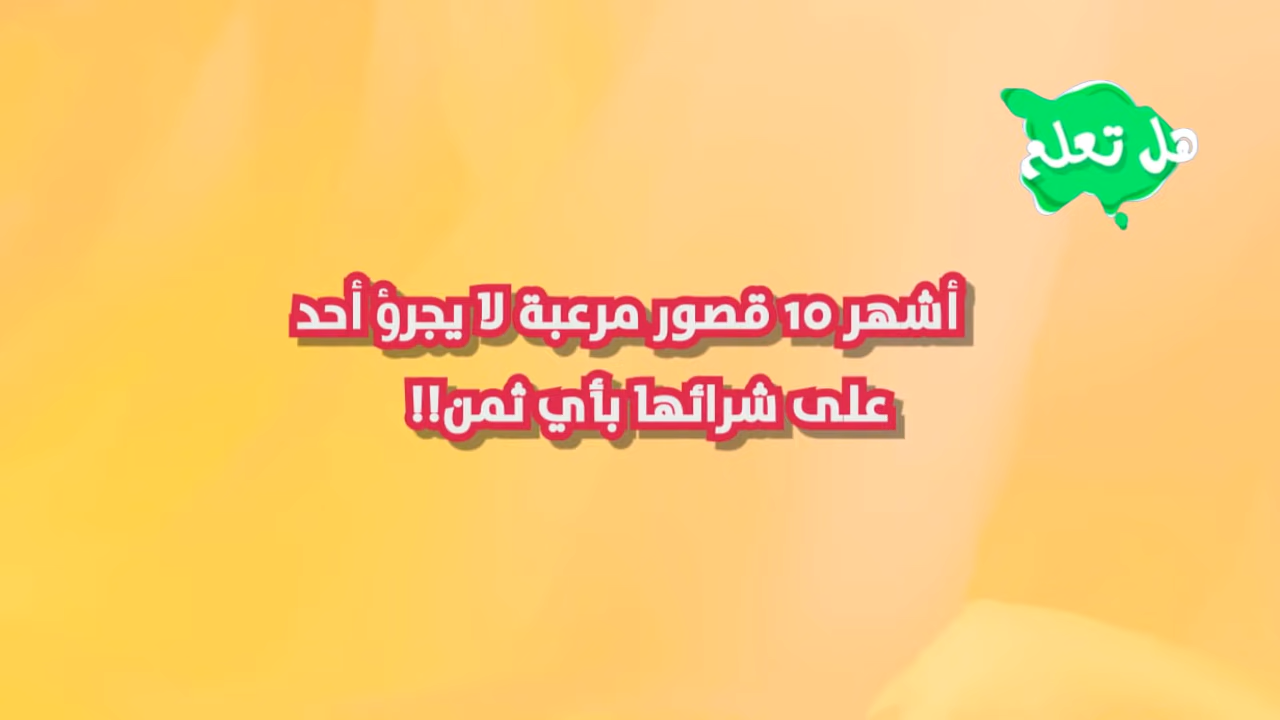 هل تعلم
أشهر 10 قصور مرعبة لا يجرؤ أحد
على شرائها بأي ثمن!!